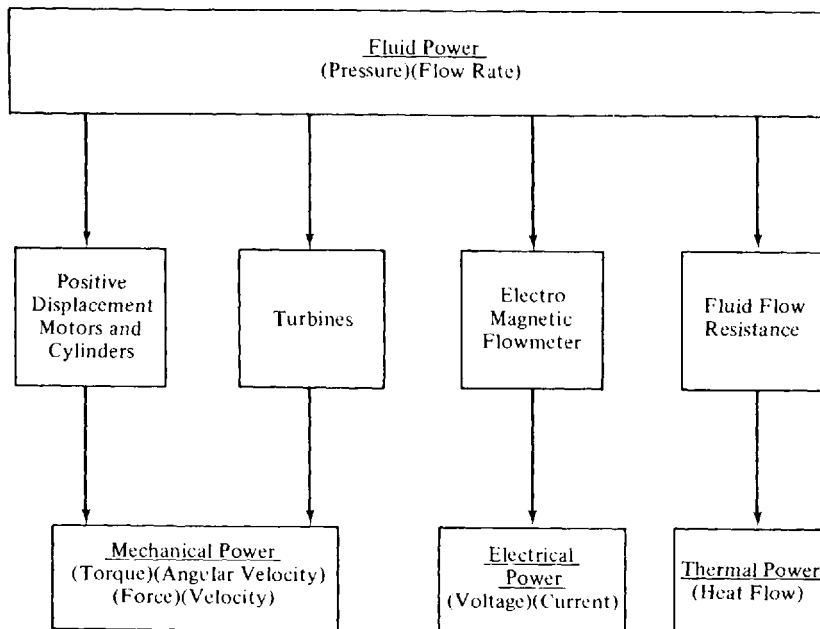 Fluid Power
(Pressure)(Flow Rate)
Positive
Displacement
Motors and
Cylinders
Turbines
Electro
Magnetic
Flowmeter
Fluid Flow
Resistance
Mechanical Power
(Torque)(Angular Velocity)
(Force)(Velocity)
Electrical
Power
(Voltage)(Current)
Thermal Power
(Heat Flow)